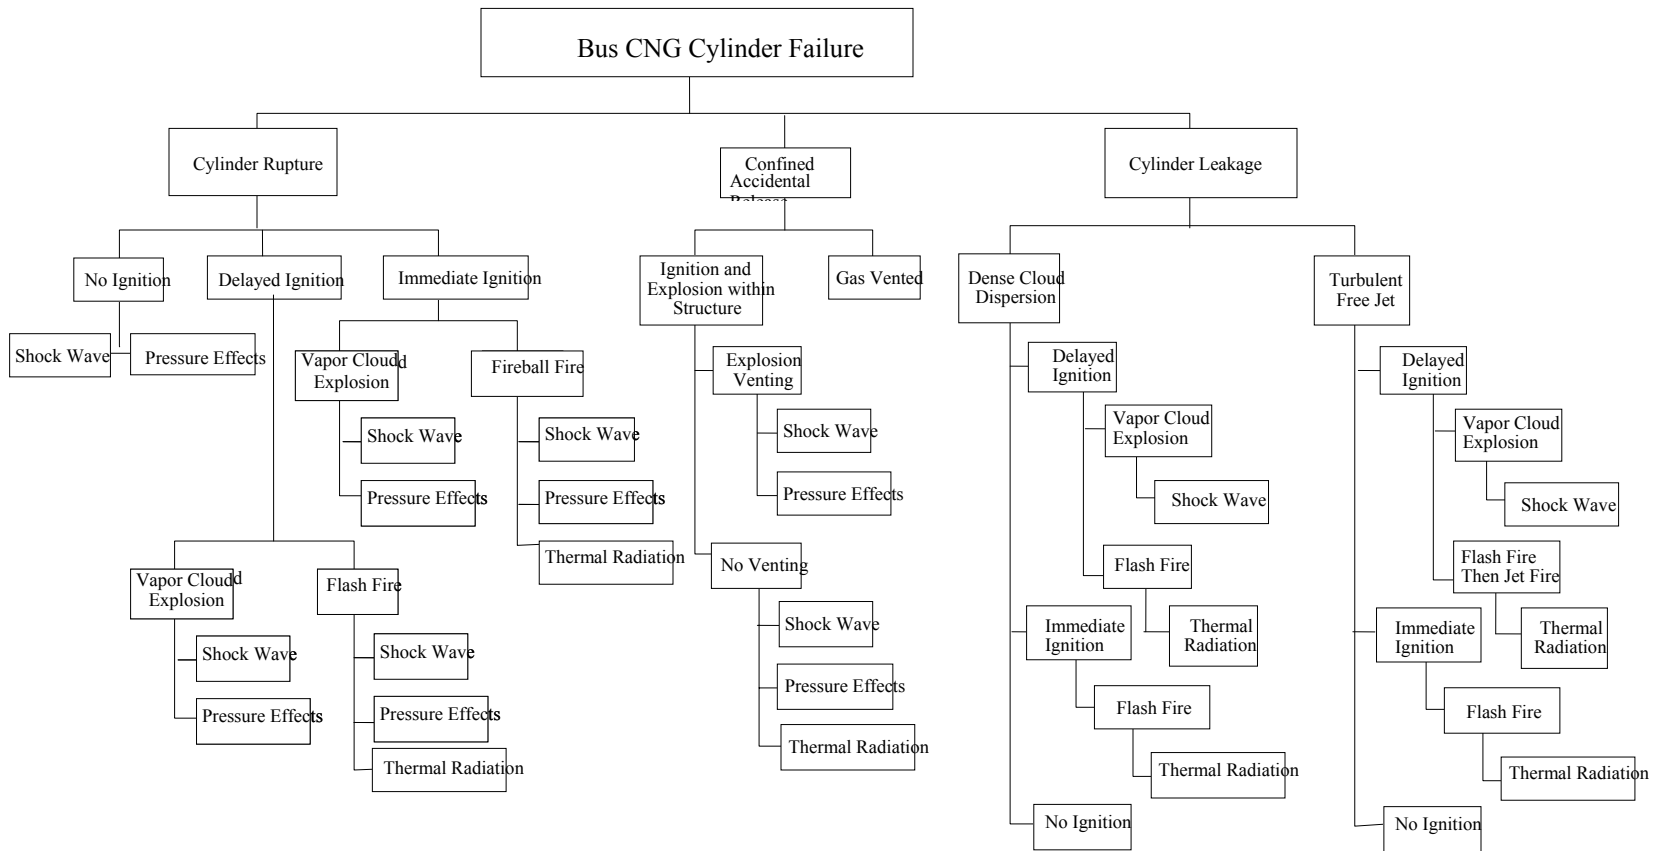 Bus CNG Cylinder Failure
Cylinder Rupture
Confined
Accidental
Release
Cylinder Leakage
No Ignition
Delayed Ignition
Immediate Ignition
Ignition and
Explosion within
Structure
Gas Vented
Dense Cloud
Dispersion
Turbulent
Free Jet
Shock Wave
Pressure Effects
Vapor Cloudd
Explosion
Fireball Fire
Explosion
Venting
Delayed
Ignition
Delayed
Ignition
Shock Wave
Shock Wave
Shock Wave
Vapor Cloud
Explosion
Vapor Cloud
Explosion
Pressure Effects
Pressure Effects
Pressure Effects
Shock Wave
Shock Wave
Thermal Radiation
No Venting
Flash Fire
Flash Fire
Then Jet Fire
Vapor Cloudd
Explosion
Flash Fire
Shock Wave
Immediate
Ignition
Thermal
Radiation
Immediate
Ignition
Thermal
Radiation
Shock Wave
Shock Wave
Pressure Effects
Flash Fire
Flash Fire
Pressure Effects
Pressure Effects
Thermal Radiation
Thermal Radiation
Thermal Radiation
Thermal Radiation
No Ignition
No Ignition